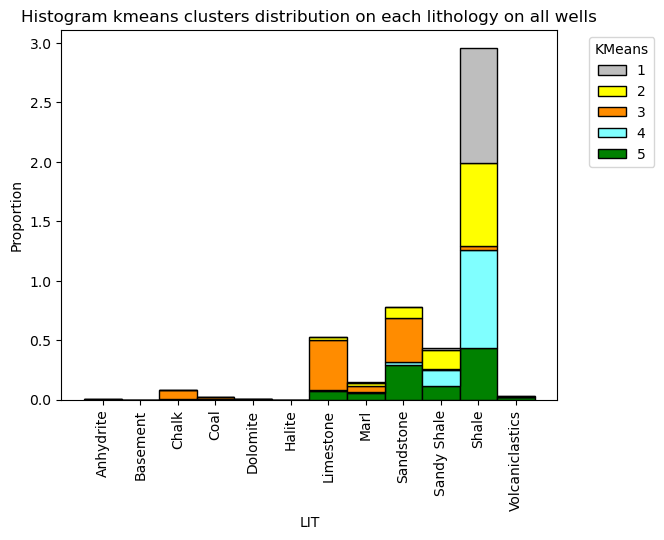 Histogram kmeans clusters distribution on each lithology on all wells
KMeans
1
2
3
4
5
Proportion
3.0
2.5
2.0
1.5
1.0
0.5
0.0
Anhydrite
Basement
Chalk
Coal
Dolomite
Halite
Limestone
Marl
Sandstone
Sandy Shale
Shale
Volcaniclastics
LIT